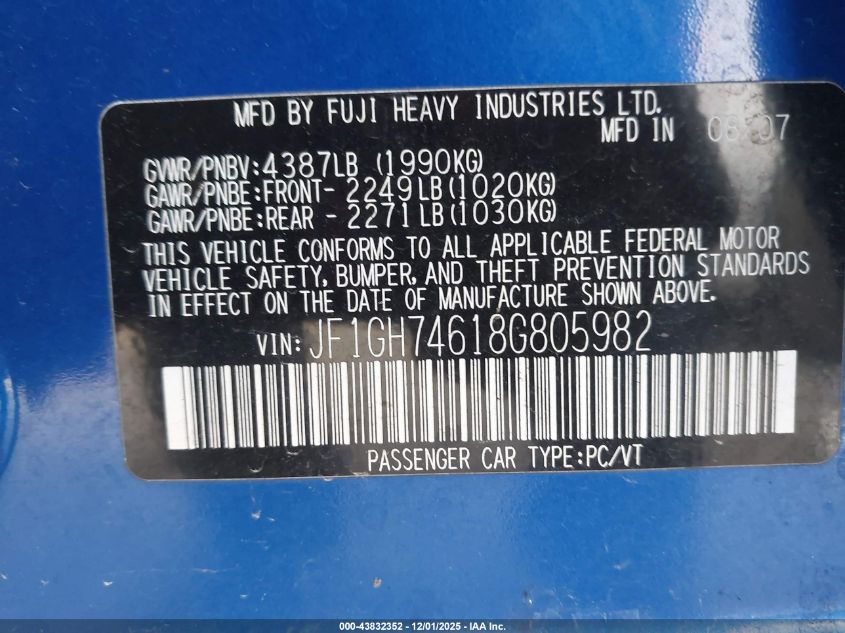 MFD BY FUJI HEAVY INDUSTRIES LTD.
MFD IN 08/07
GVWR/PNBV:4387LB (1990KG)
GAWR/PNBE:FRONT- 2249LB(1020KG)
GAWR/PNBE:REAR - 2271LB(1030KG)
THIS VEHICLE CONFORMS TO ALL APPLICABLE FEDERAL MOTOR
VEHICLE SAFETY, BUMPER, AND THEFT PREVENTION STANDARDS
IN EFFECT ON THE DATE OF MANUFACTURE SHOWN ABOVE.
VIN: JF1GH74618G805982
PASSENGER CAR TYPE:PC/VT
000-43832352 - 12/01/2025 - IAA Inc.